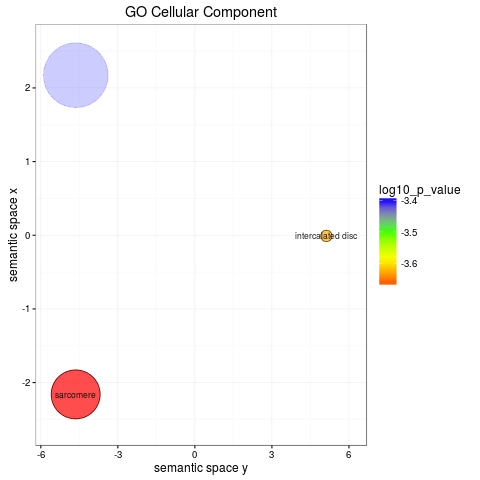 GO Cellular Component
2
1
0
-1
-2
semantic space x
intercalated disc
sarcomere
-6
-3
0
3
6
semantic space y
log10_p_value
-3.4
-3.5
-3.6